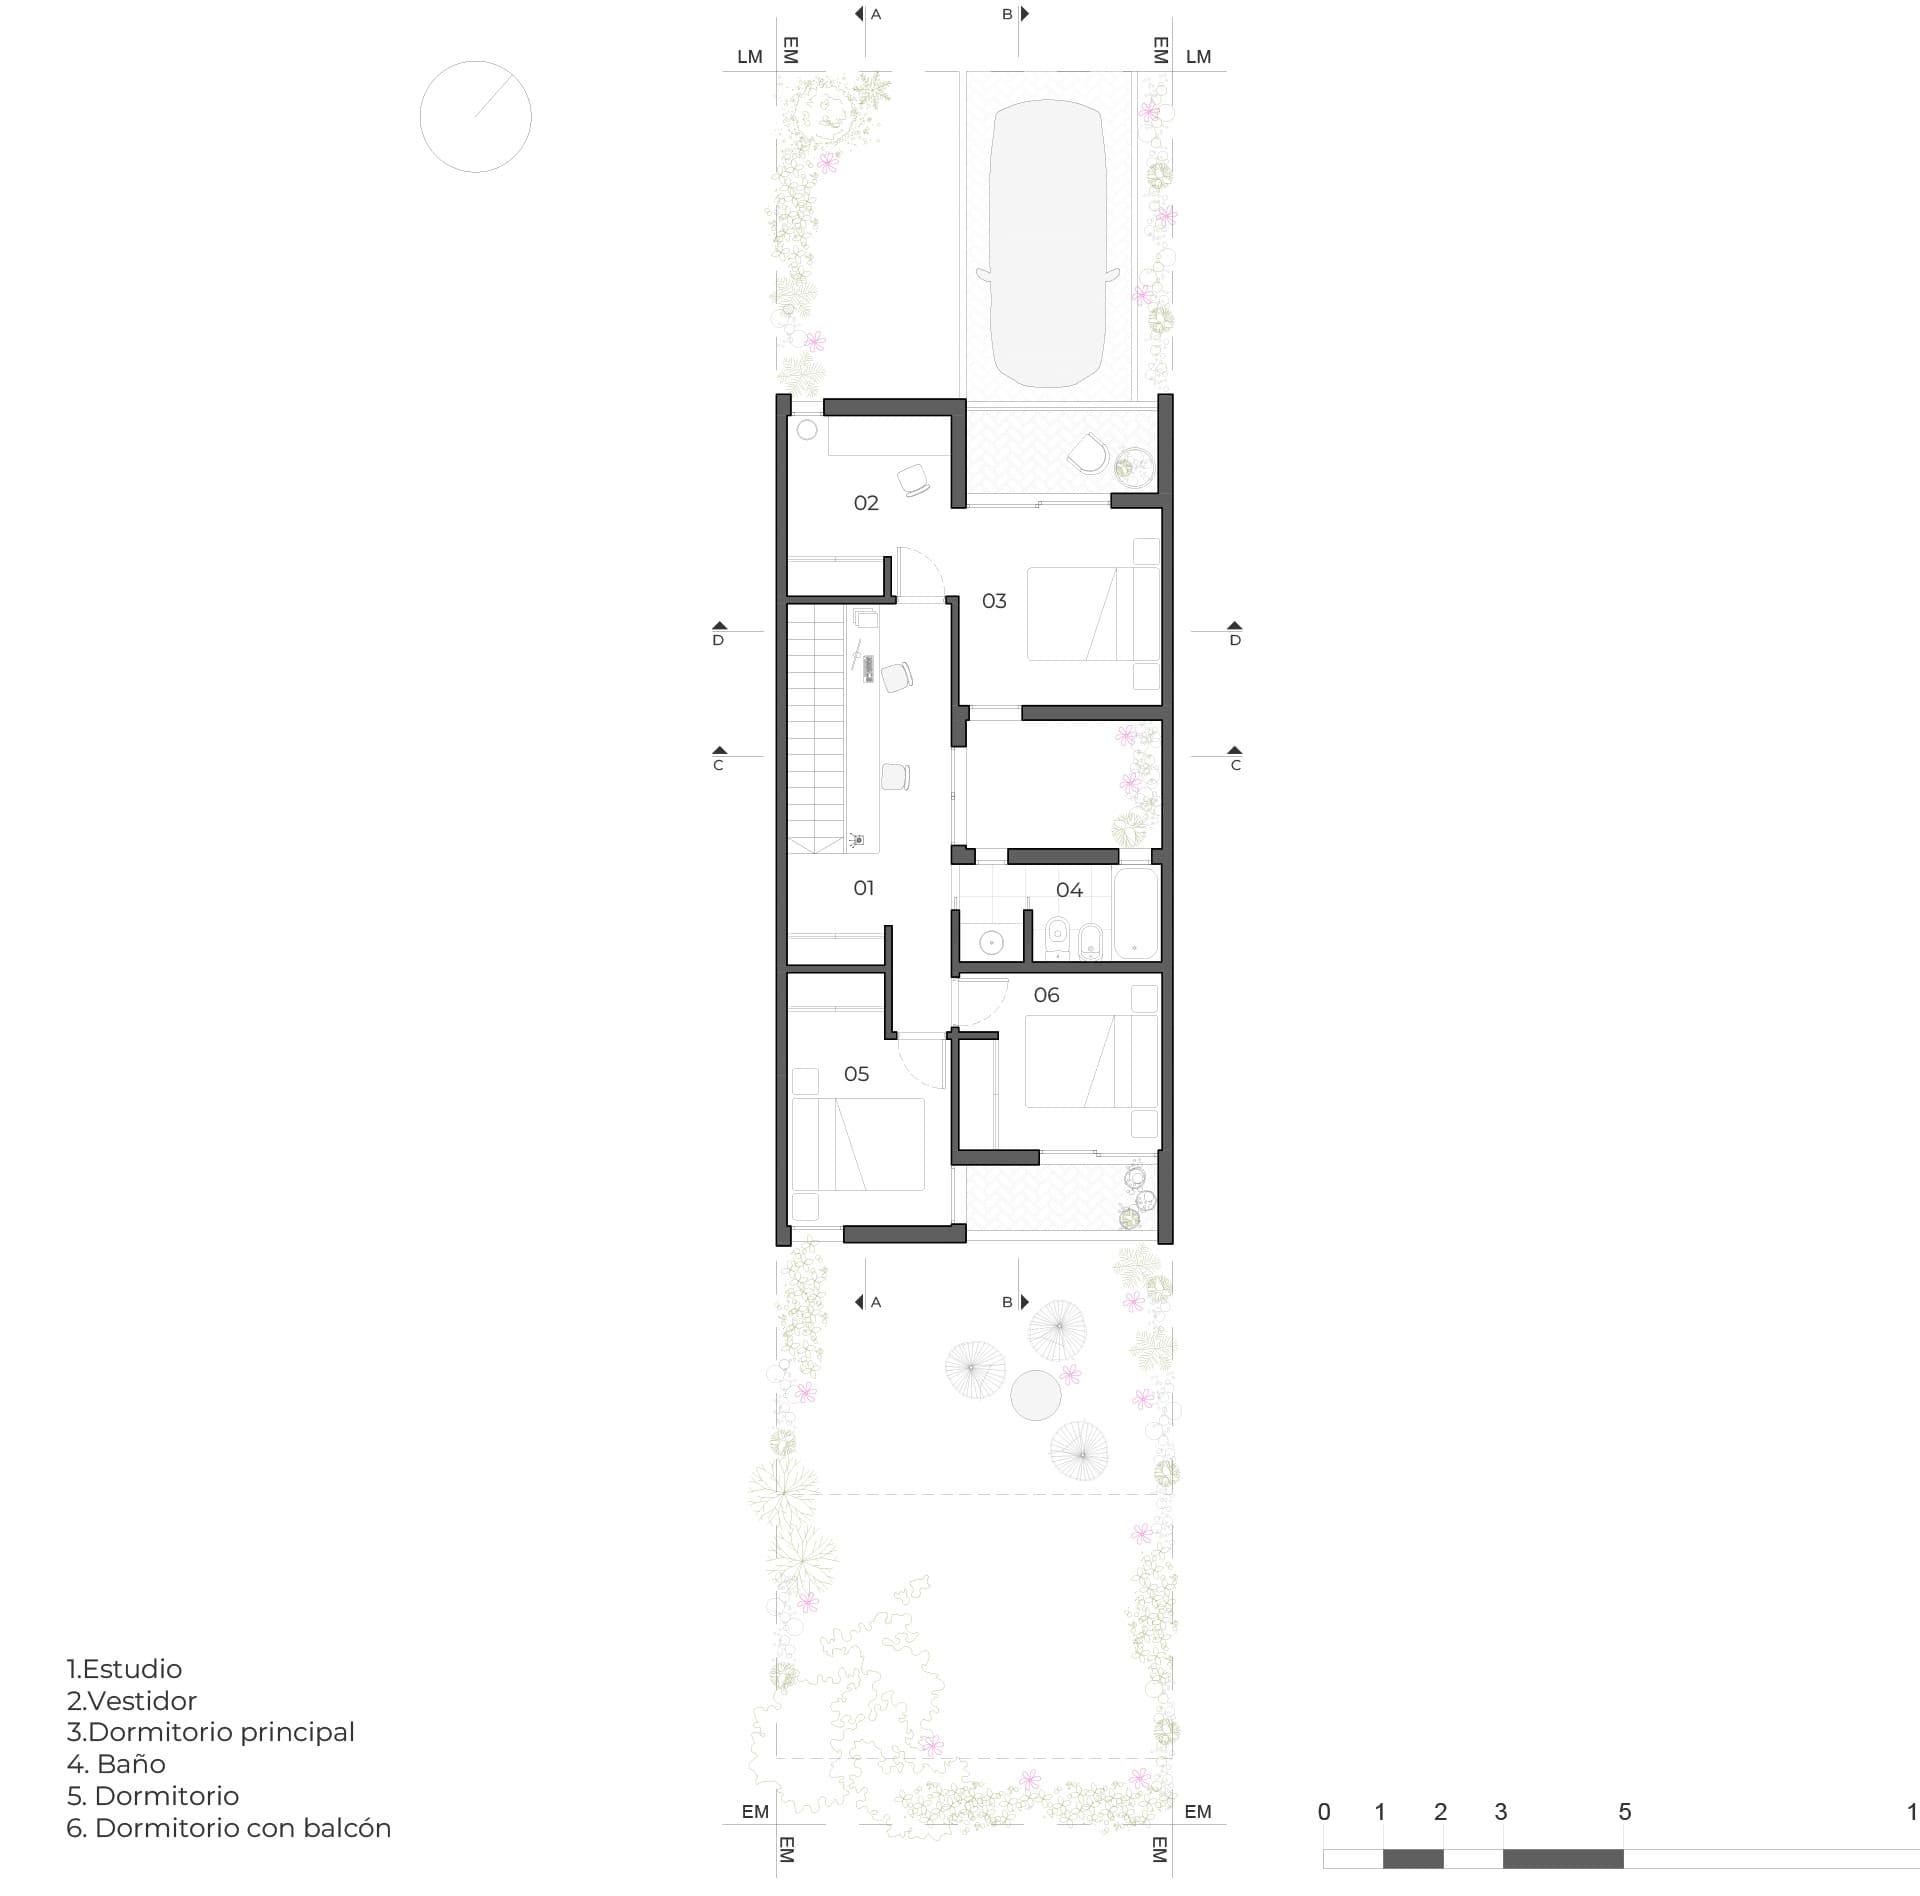 A B
LM EM EM LM
02
03
D D
C C
01
04
06
05
A B
1.Estudio
2.Vestidor
3.Dormitorio principal
4. Baño
5. Dormitorio
6. Dormitorio con balcón
EM EM
EM EM
0 1 2 3 5 1